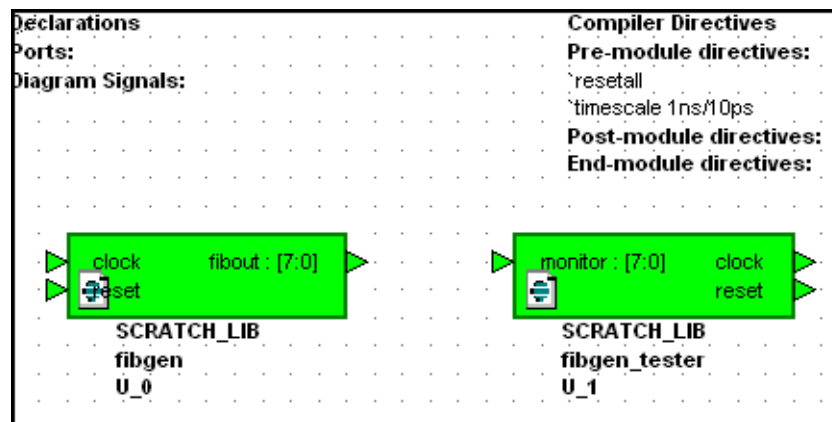 Declarations
Ports:
Diagram Signals:
Compiler Directives
Pre-module directives:
`resetall
`timescale 1ns/10ps
Post-module directives:
End-module directives:
clock fibout : [7:0]
reset
SCRATCH_LIB
fibgen
U_0
monitor : [7:0] clock
reset
SCRATCH_LIB
fibgen_tester
U_1